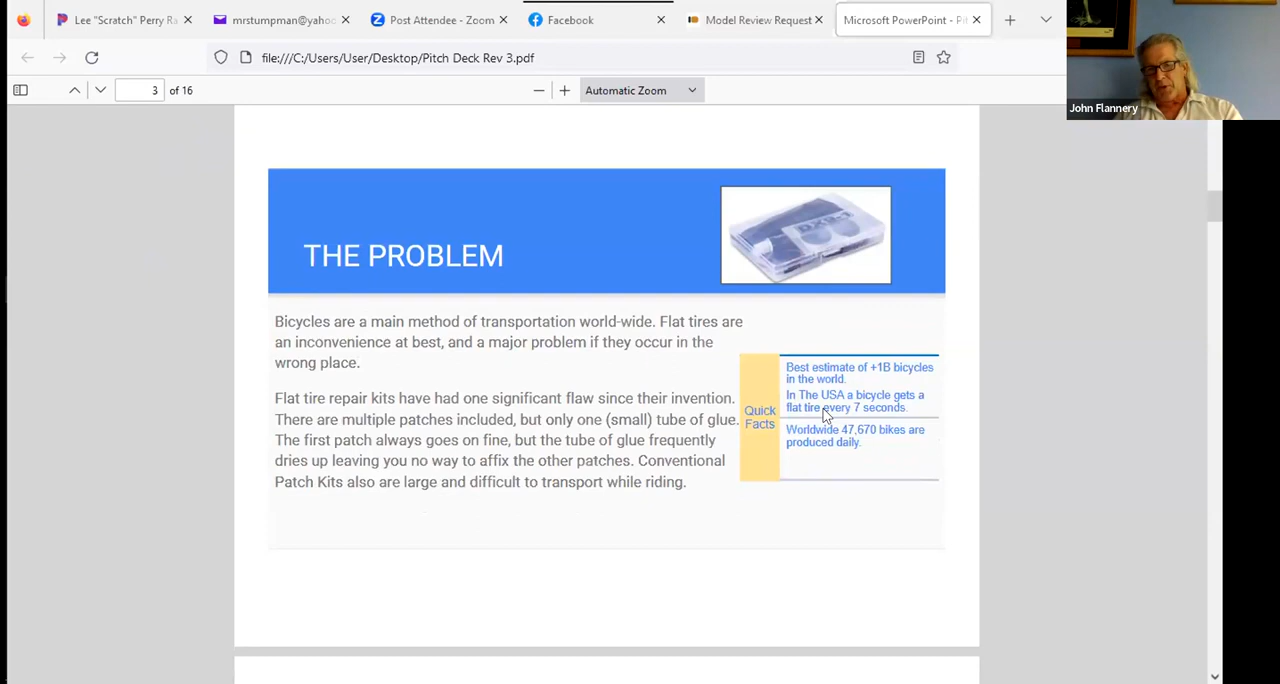 Lee "Scratch" Perry Ra
mrstumpman@yahoo
Post Attendee - Zoom
Facebook
Model Review Request
Microsoft PowerPoint - Pi
file:///C:/Users/User/Desktop/Pitch Deck Rev 3.pdf
3 of 16
Automatic Zoom
John Flannery
THE PROBLEM
Bicycles are a main method of transportation world-wide. Flat tires are
an inconvenience at best, and a major problem if they occur in the
wrong place.
Flat tire repair kits have had one significant flaw since their invention.
There are multiple patches included, but only one (small) tube of glue.
The first patch always goes on fine, but the tube of glue frequently
dries up leaving you no way to affix the other patches. Conventional
Patch Kits also are large and difficult to transport while riding.
Quick
Facts
Best estimate of +1B bicycles
in the world.
In The USA a bicycle gets a
flat tire every 7 seconds.
Worldwide 47,670 bikes are
produced daily.